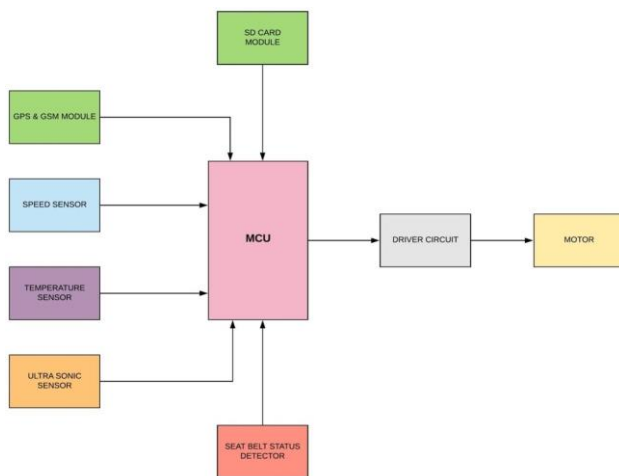 SD CARD
MODULE
GPS & GSM MODULE
SPEED SENSOR
MCU
DRIVER CIRCUIT
MOTOR
TEMPERATURE
SENSOR
ULTRA SONIC
SENSOR
SEAT BELT STATUS
DETECTOR